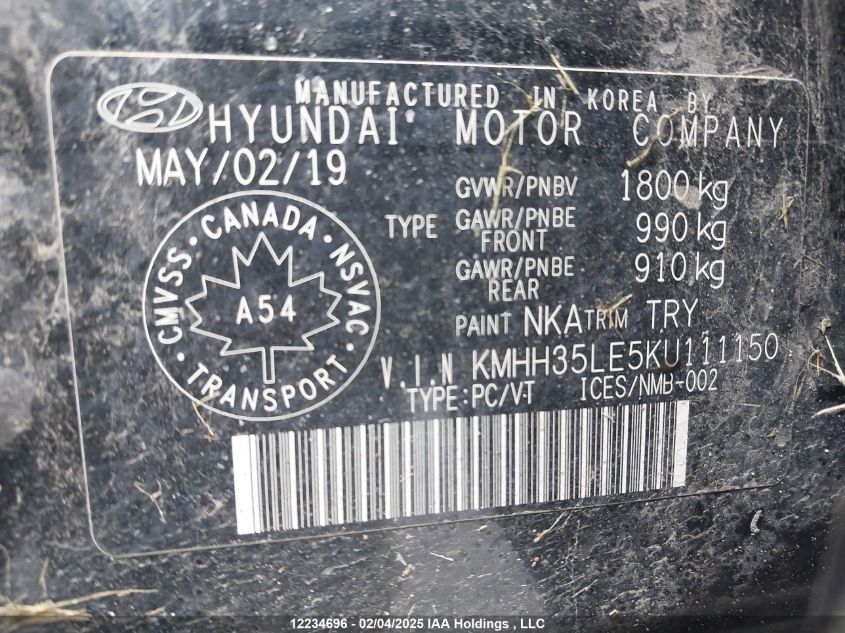 MANUFACTURED IN KOREA BY
HYUNDAI MOTOR COMPANY
MAY/02/19
GVWR/PNBV 1800 kg
TYPE GAWR/PNBE FRONT 990 kg
GAWR/PNBE REAR 910 kg
PAINT NKA TRIM TRY
V.I.N KMHH35LE5KU111150
TYPE:PC/VT ICES/NMB-002
CMVSS · CANADA · NSVAC · TRANSPORT ·
A54
12234696 - 02/04/2025 IAA Holdings , LLC